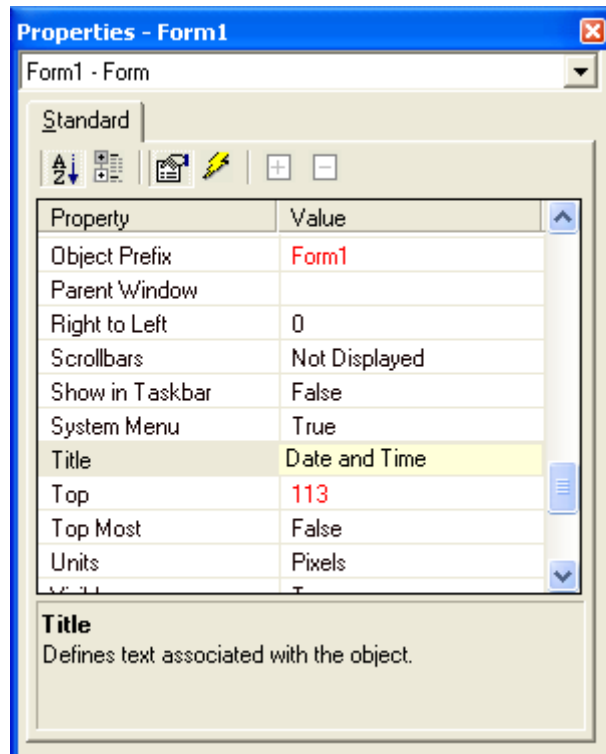 Properties - Form1
Form1 - Form
Standard
Property Value
Object Prefix Form1
Parent Window
Right to Left 0
Scrollbars Not Displayed
Show in Taskbar False
System Menu True
Title Date and Time
Top 113
Top Most False
Units Pixels
Title
Defines text associated with the object.